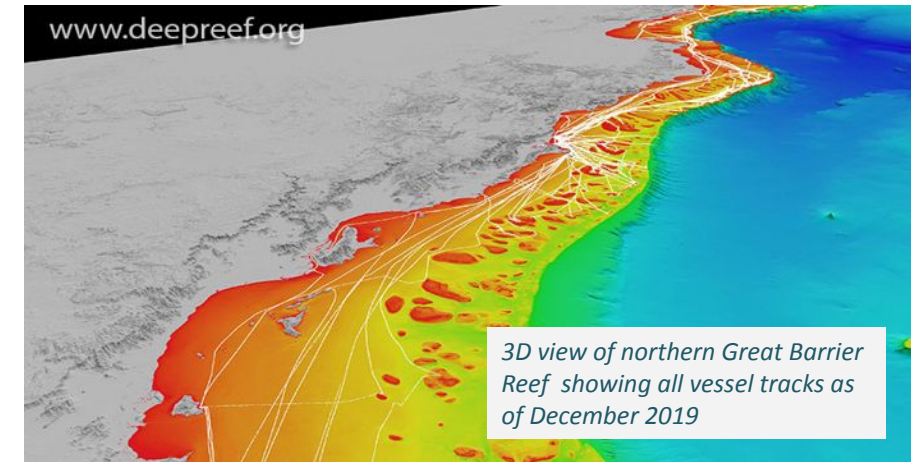 www.deepreef.org
3D view of northern Great Barrier
Reef showing all vessel tracks as
of December 2019